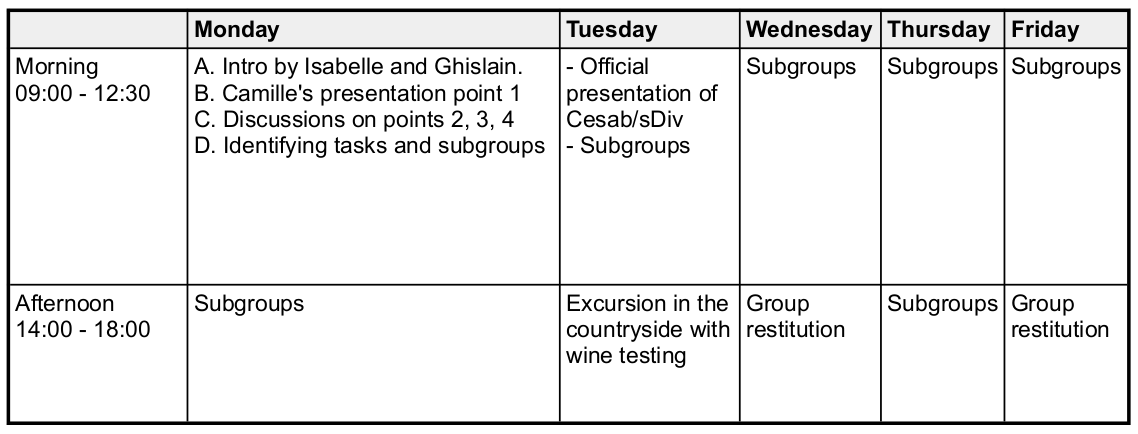 Monday Tuesday Wednesday Thursday Friday
Morning
09:00 - 12:30
A. Intro by Isabelle and Ghislain.
B. Camille's presentation point 1
C. Discussions on points 2, 3, 4
D. Identifying tasks and subgroups
- Official
presentation of
Cesab/sDiv
- Subgroups
Subgroups
Subgroups
Subgroups
Afternoon
14:00 - 18:00
Subgroups
Excursion in the
countryside with
wine testing
Group
restitution
Subgroups
Group
restitution